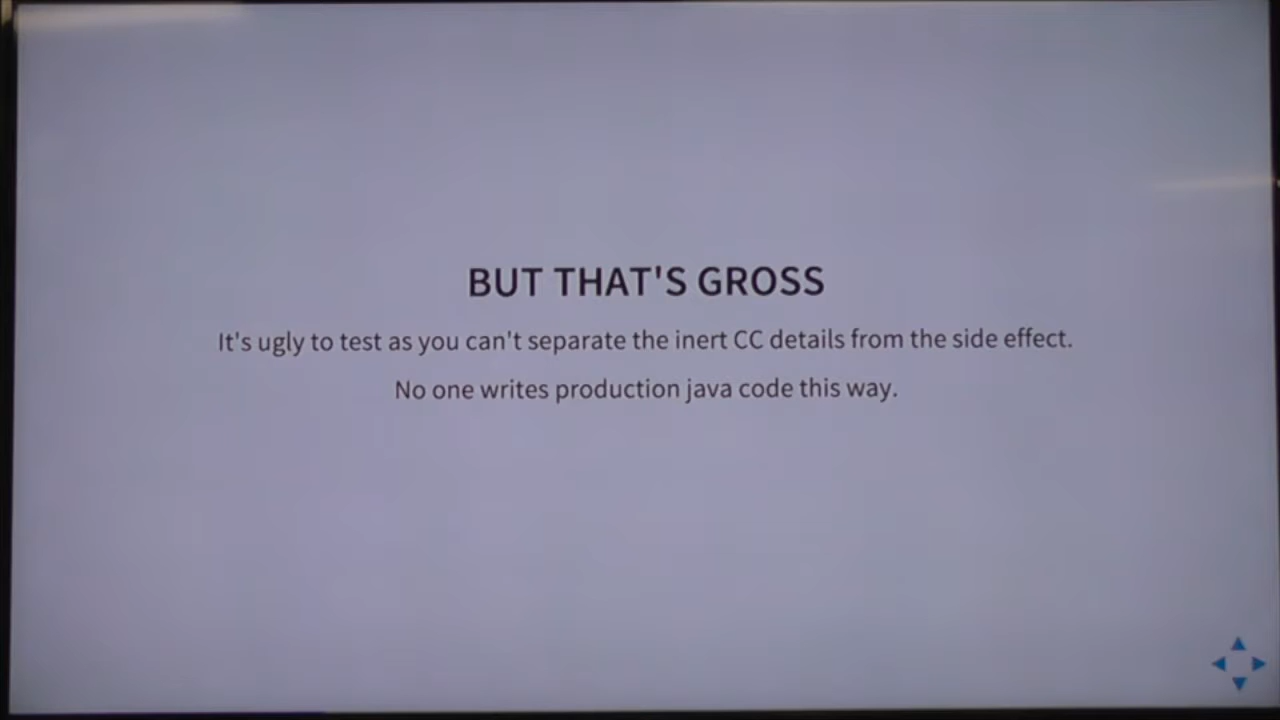 BUT THAT'S GROSS
It's ugly to test as you can't separate the inert CC details from the side effect.
No one writes production java code this way.